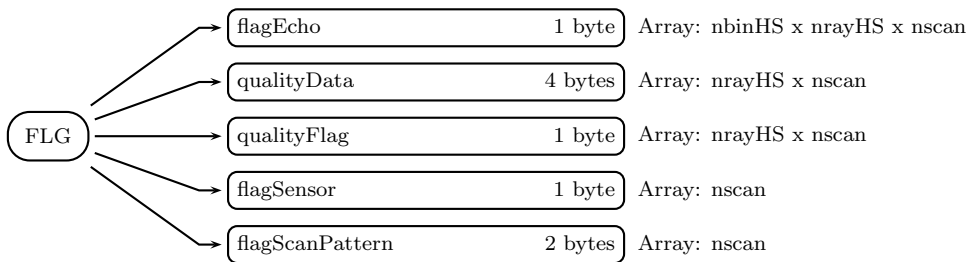 flagEcho 1 byte Array: nbinHS x nrayHS x nscan
qualityData 4 bytes Array: nrayHS x nscan
FLG
qualityFlag 1 byte Array: nrayHS x nscan
flagSensor 1 byte Array: nscan
flagScanPattern 2 bytes Array: nscan